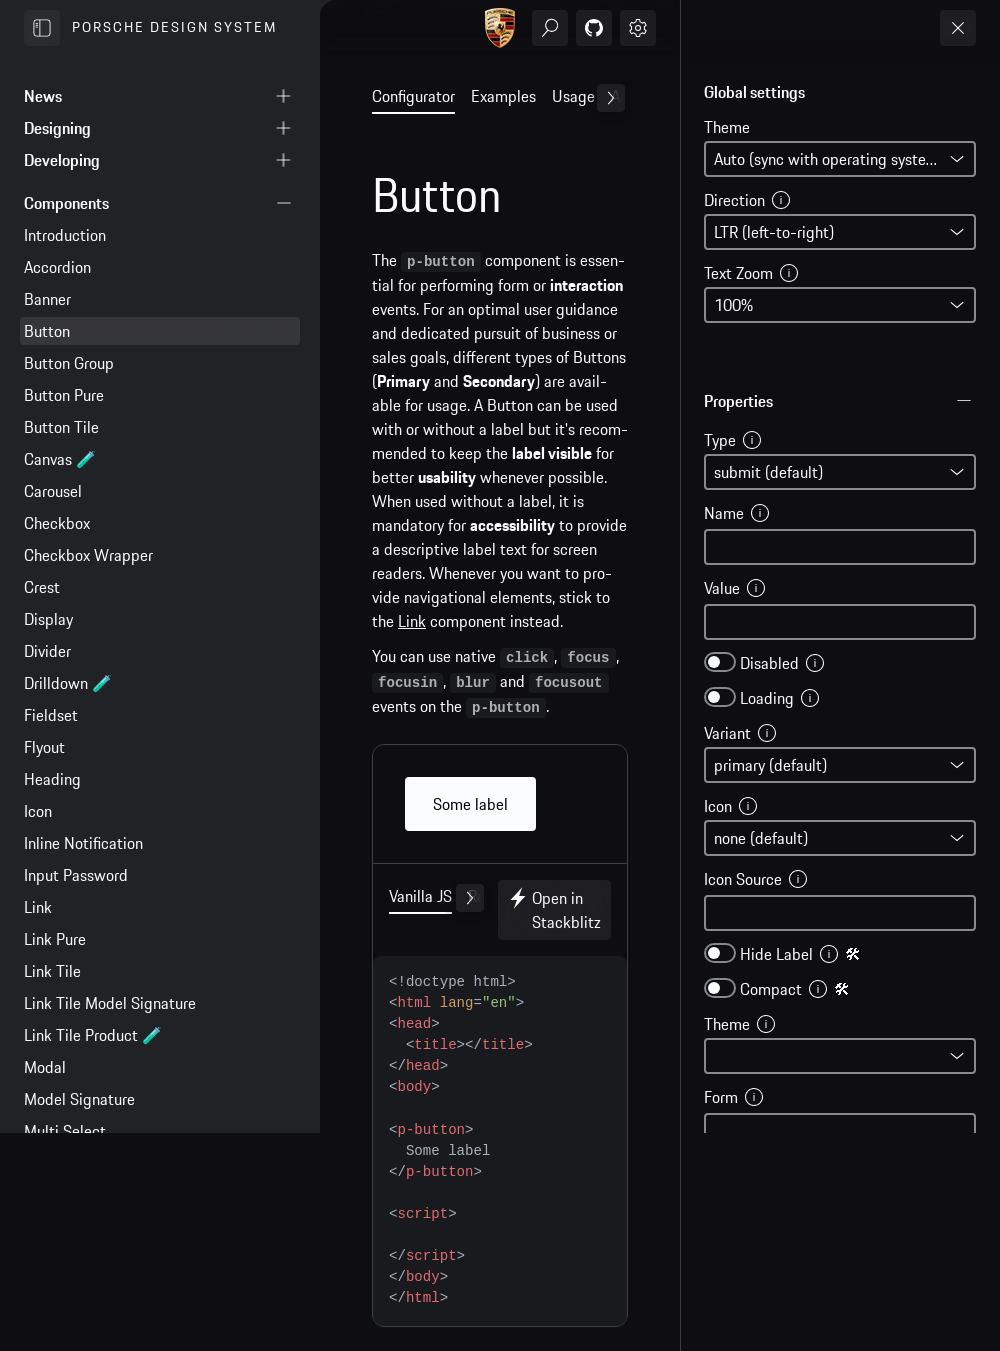 PORSCHE DESIGN SYSTEM
News
Designing
Developing
Components
Introduction
Accordion
Banner
Button
Button Group
Button Pure
Button Tile
Canvas 🧪
Carousel
Checkbox
Checkbox Wrapper
Crest
Display
Divider
Drilldown 🧪
Fieldset
Flyout
Heading
Icon
Inline Notification
Input Password
Link
Link Pure
Link Tile
Link Tile Model Signature
Link Tile Product 🧪
Modal
Model Signature
Multi Select
Configurator Examples Usage
Button
The p-button component is essen-
tial for performing form or interaction
events. For an optimal user guidance
and dedicated pursuit of business or
sales goals, different types of Buttons
(Primary and Secondary) are avail-
able for usage. A Button can be used
with or without a label but it's recom-
mended to keep the label visible for
better usability whenever possible.
When used without a label, it is
mandatory for accessibility to provide
a descriptive label text for screen
readers. Whenever you want to pro-
vide navigational elements, stick to
the Link component instead.
You can use native click, focus,
focusin, blur and focusout
events on the p-button.
Some label
Vanilla JS
Open in
Stackblitz
<!doctype html>
<html lang="en">
<head>
  <title></title>
</head>
<body>
<p-button>
  Some label
</p-button>
<script>
</script>
</body>
</html>
Global settings
Theme
Auto (sync with operating syste...
Direction
LTR (left-to-right)
Text Zoom
100%
Properties
Type
submit (default)
Name
Value
Disabled
Loading
Variant
primary (default)
Icon
none (default)
Icon Source
Hide Label 🛠
Compact 🛠
Theme
Form